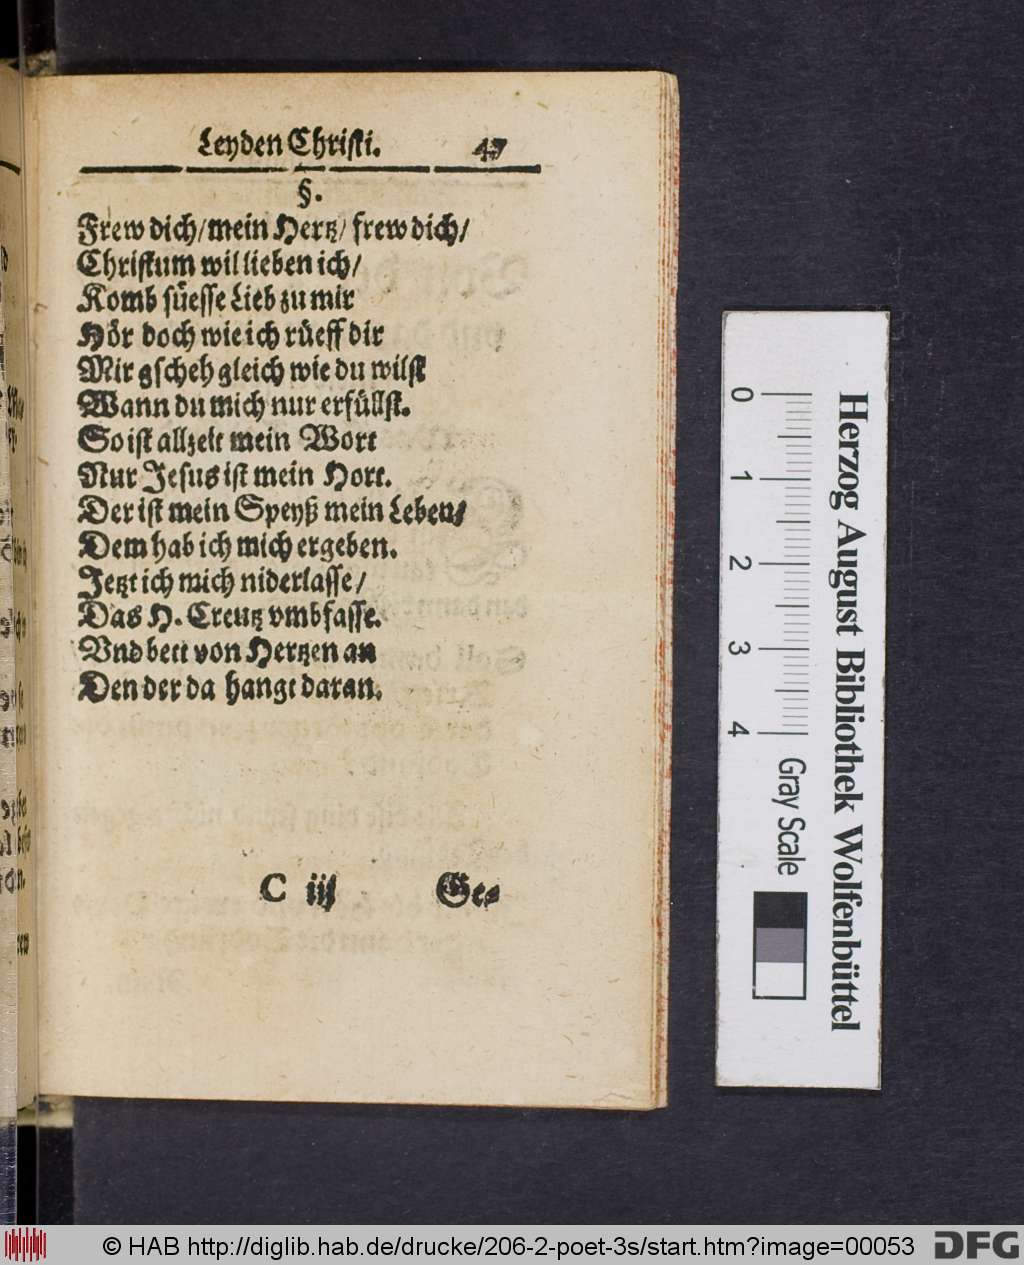 Leyden Christi. 47
§.
Frew dich/ mein Hertz/ frew dich/
Christum wil lieben ich/
Komb süesse Lieb zu mir
Hör doch wie ich rüeff dir
Mir gscheh gleich wie du wilst
Wann du mich nur erfüllst.
So ist allzeit mein Wort
Nur Jesus ist mein Hort.
Der ist mein Speyß mein Leben/
Dem hab ich mich ergeben.
Jetzt ich mich niderlasse/
Das H. Creutz vmbfasse.
Vnd bett von Hertzen an
Den der da hangt daran.
C iij Ge-
0 1 2 3 4 Gray Scale
Herzog August Bibliothek Wolfenbüttel
© HAB http://diglib.hab.de/drucke/206-2-poet-3s/start.htm?image=00053 DFG